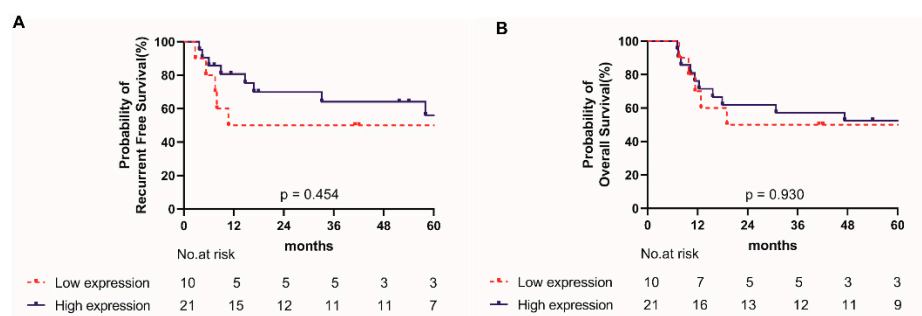 A
Probability of
Recurrent Free Survival(%)
100
80
60
40
20
0
p = 0.454
0 12 24 36 48 60
months
No.at risk
Low expression 10 5 5 5 3 3
High expression 21 15 12 11 11 7
B
Probability of
Overall Survival(%)
100
80
60
40
20
0
p = 0.930
0 12 24 36 48 60
months
No.at risk
Low expression 10 7 5 5 3 3
High expression 21 16 13 12 11 9